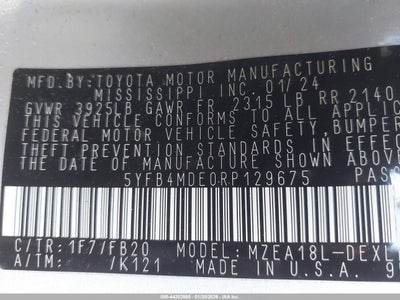 MFD.BY:TOYOTA MOTOR MANUFACTURING
MISSISSIPPI INC. 01/24
GVWR 3925LB GAWR FR 2315 LB RR 2140
THIS VEHICLE CONFORMS TO ALL APPL
FEDERAL MOTOR VEHICLE SAFETY, BUMPER
THEFT PREVENTION STANDARDS IN EFFEC
THE DATE OF MANUFACTURE SHOWN ABOVE
5YFB4MDE0RP129675 PAS
C/TR: 1F7/FB20 MODEL: MZEA18L-DEXL
A/TM: /K121 MADE IN U.S.A. 9